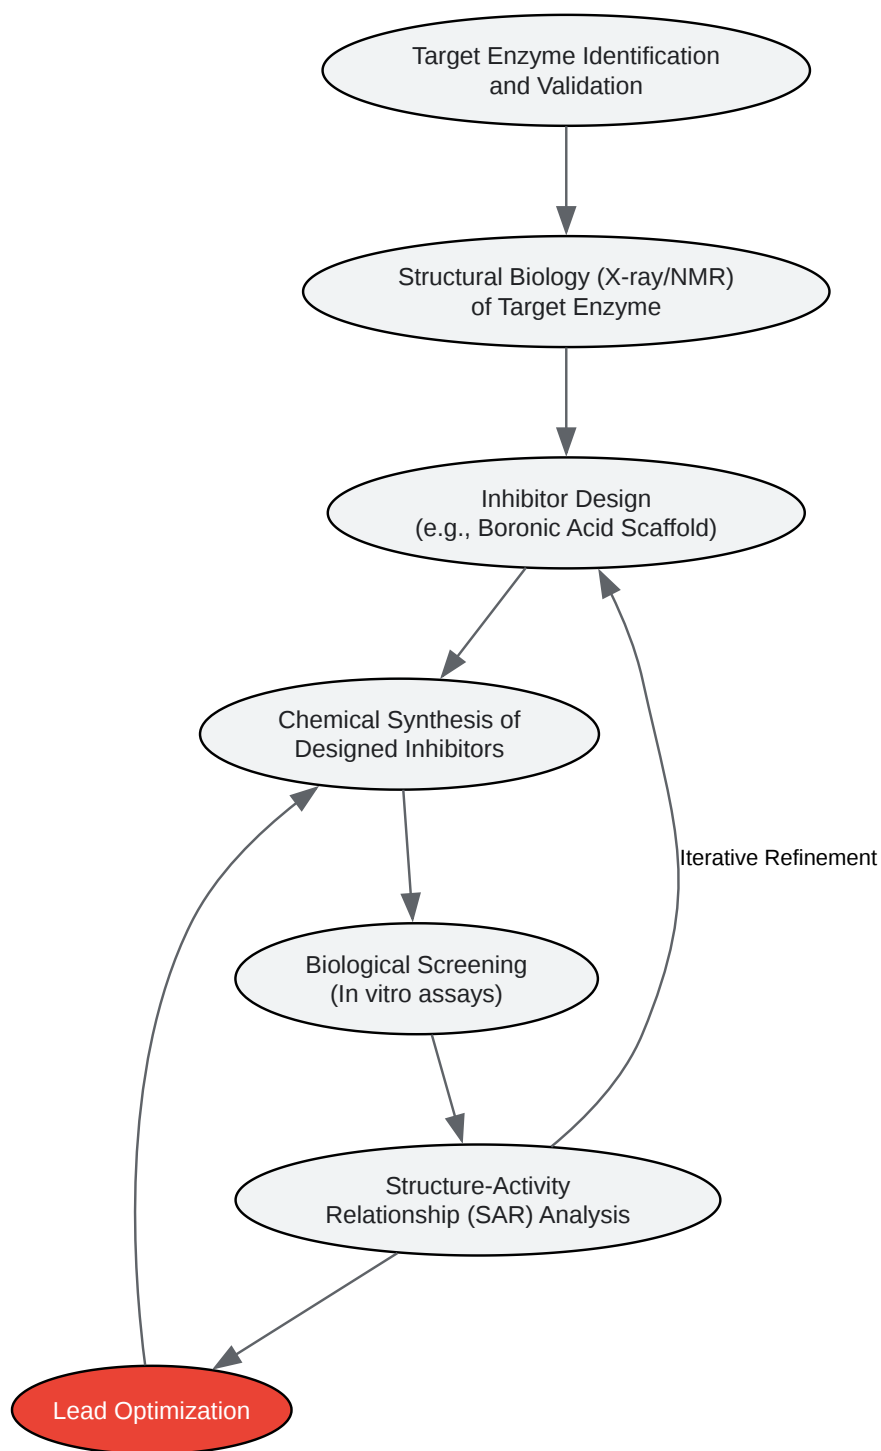 Target Enzyme Identification
and Validation
Structural Biology (X-ray/NMR)
of Target Enzyme
Inhibitor Design
(e.g., Boronic Acid Scaffold)
Chemical Synthesis of
Designed Inhibitors
Iterative Refinement
Biological Screening
(In vitro assays)
Structure-Activity
Relationship (SAR) Analysis
Lead Optimization